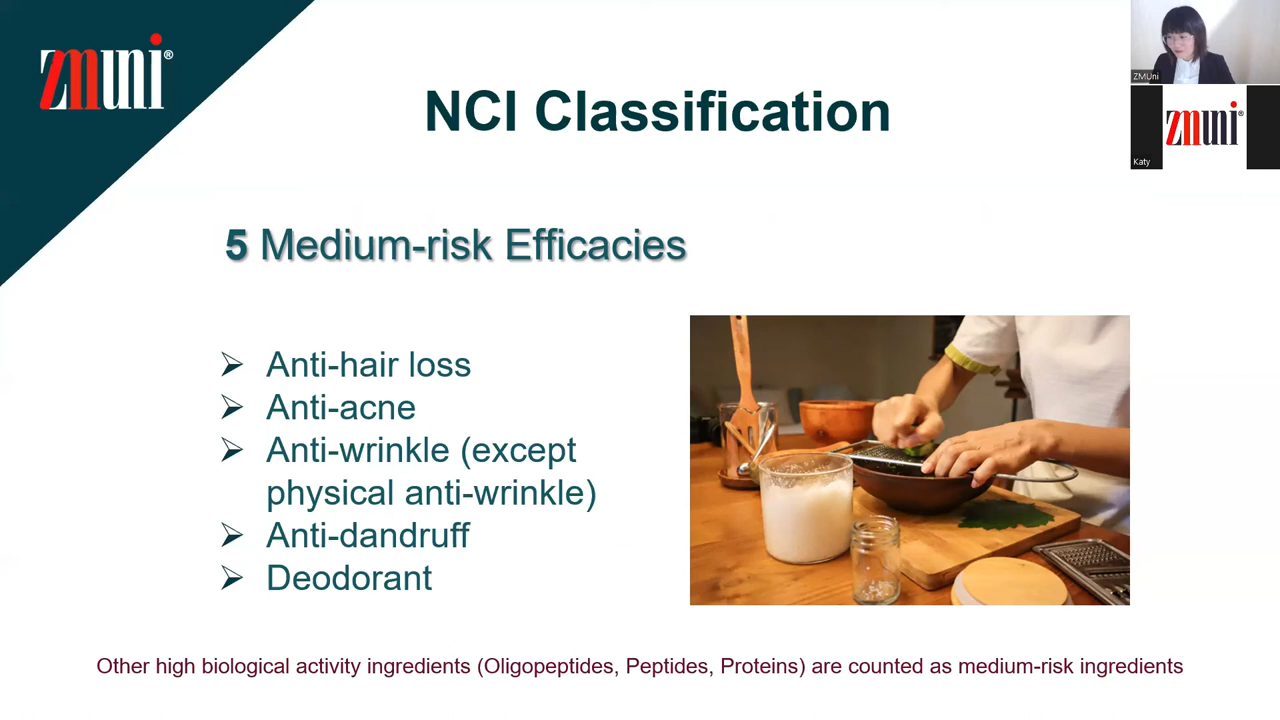 zmuni®
NCI Classification
ZMUni
zmuni®
Katy
5 Medium-risk Efficacies
➢ Anti-hair loss
➢ Anti-acne
➢ Anti-wrinkle (except
physical anti-wrinkle)
➢ Anti-dandruff
➢ Deodorant
Other high biological activity ingredients (Oligopeptides, Peptides, Proteins) are counted as medium-risk ingredients